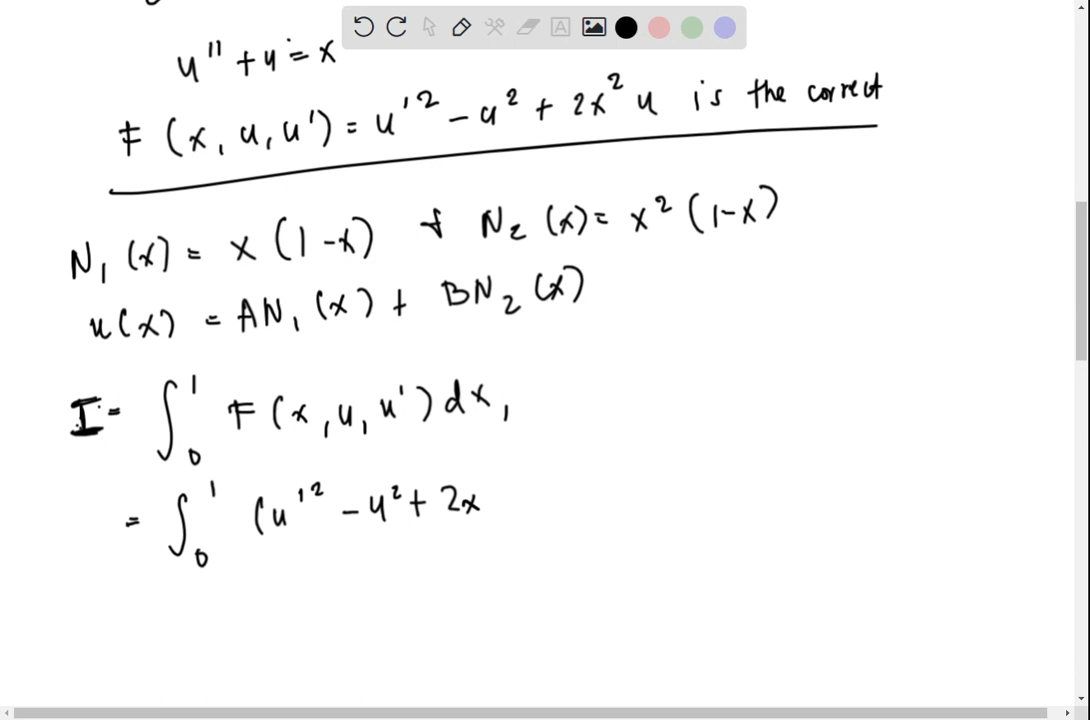 u'' + u = x
F (x, u, u') = u'² - u² + 2x² u is the correct
N₁ (x) = x (1-x) & N₂ (x) = x² (1-x)
u(x) = AN₁ (x) + BN₂ (x)
I = ∫₀¹ F (x, u, u') dx,
= ∫₀¹ (u'² - u² + 2x